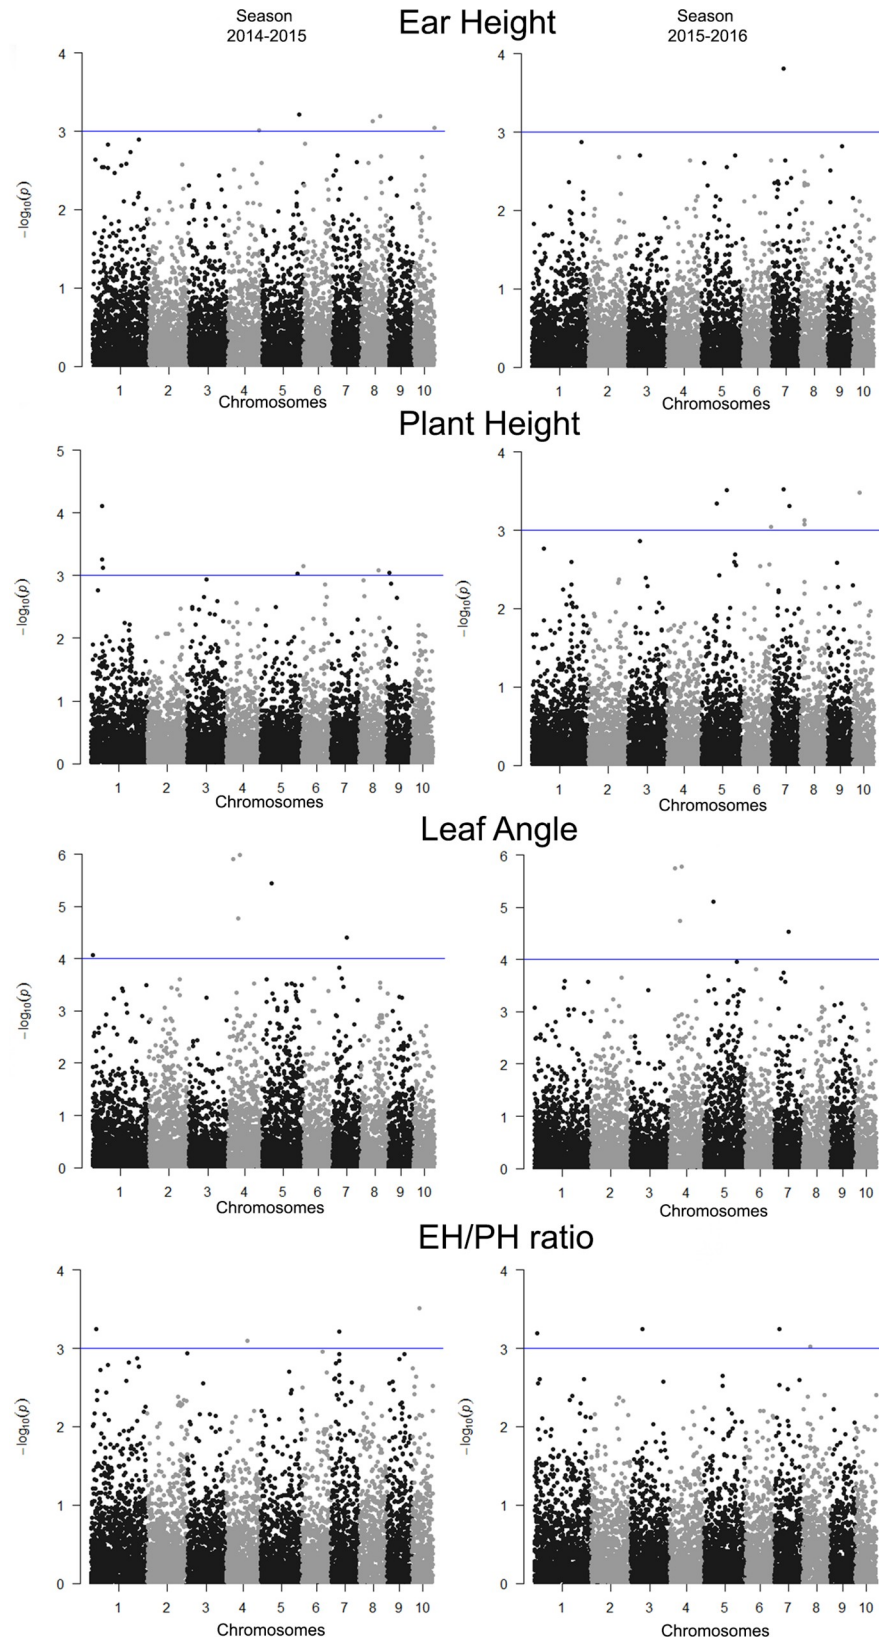 Season
2014-2015
Ear Height
Season
2015-2016
4
3
2
1
0
−log10(p)
1 2 3 4 5 6 7 8 9 10
Chromosomes
4
3
2
1
0
1 2 3 4 5 6 7 8 9 10
Chromosomes
Plant Height
5
4
3
2
1
0
−log10(p)
1 2 3 4 5 6 7 8 9 10
Chromosomes
4
3
2
1
0
−log10(p)
1 2 3 4 5 6 7 8 9 10
Chromosomes
Leaf Angle
6
5
4
3
2
1
0
−log10(p)
1 2 3 4 5 6 7 8 9 10
Chromosomes
6
5
4
3
2
1
0
1 2 3 4 5 6 7 8 9 10
Chromosomes
EH/PH ratio
4
3
2
1
0
−log10(p)
1 2 3 4 5 6 7 8 9 10
Chromosomes
4
3
2
1
0
−log10(p)
1 2 3 4 5 6 7 8 9 10
Chromosomes